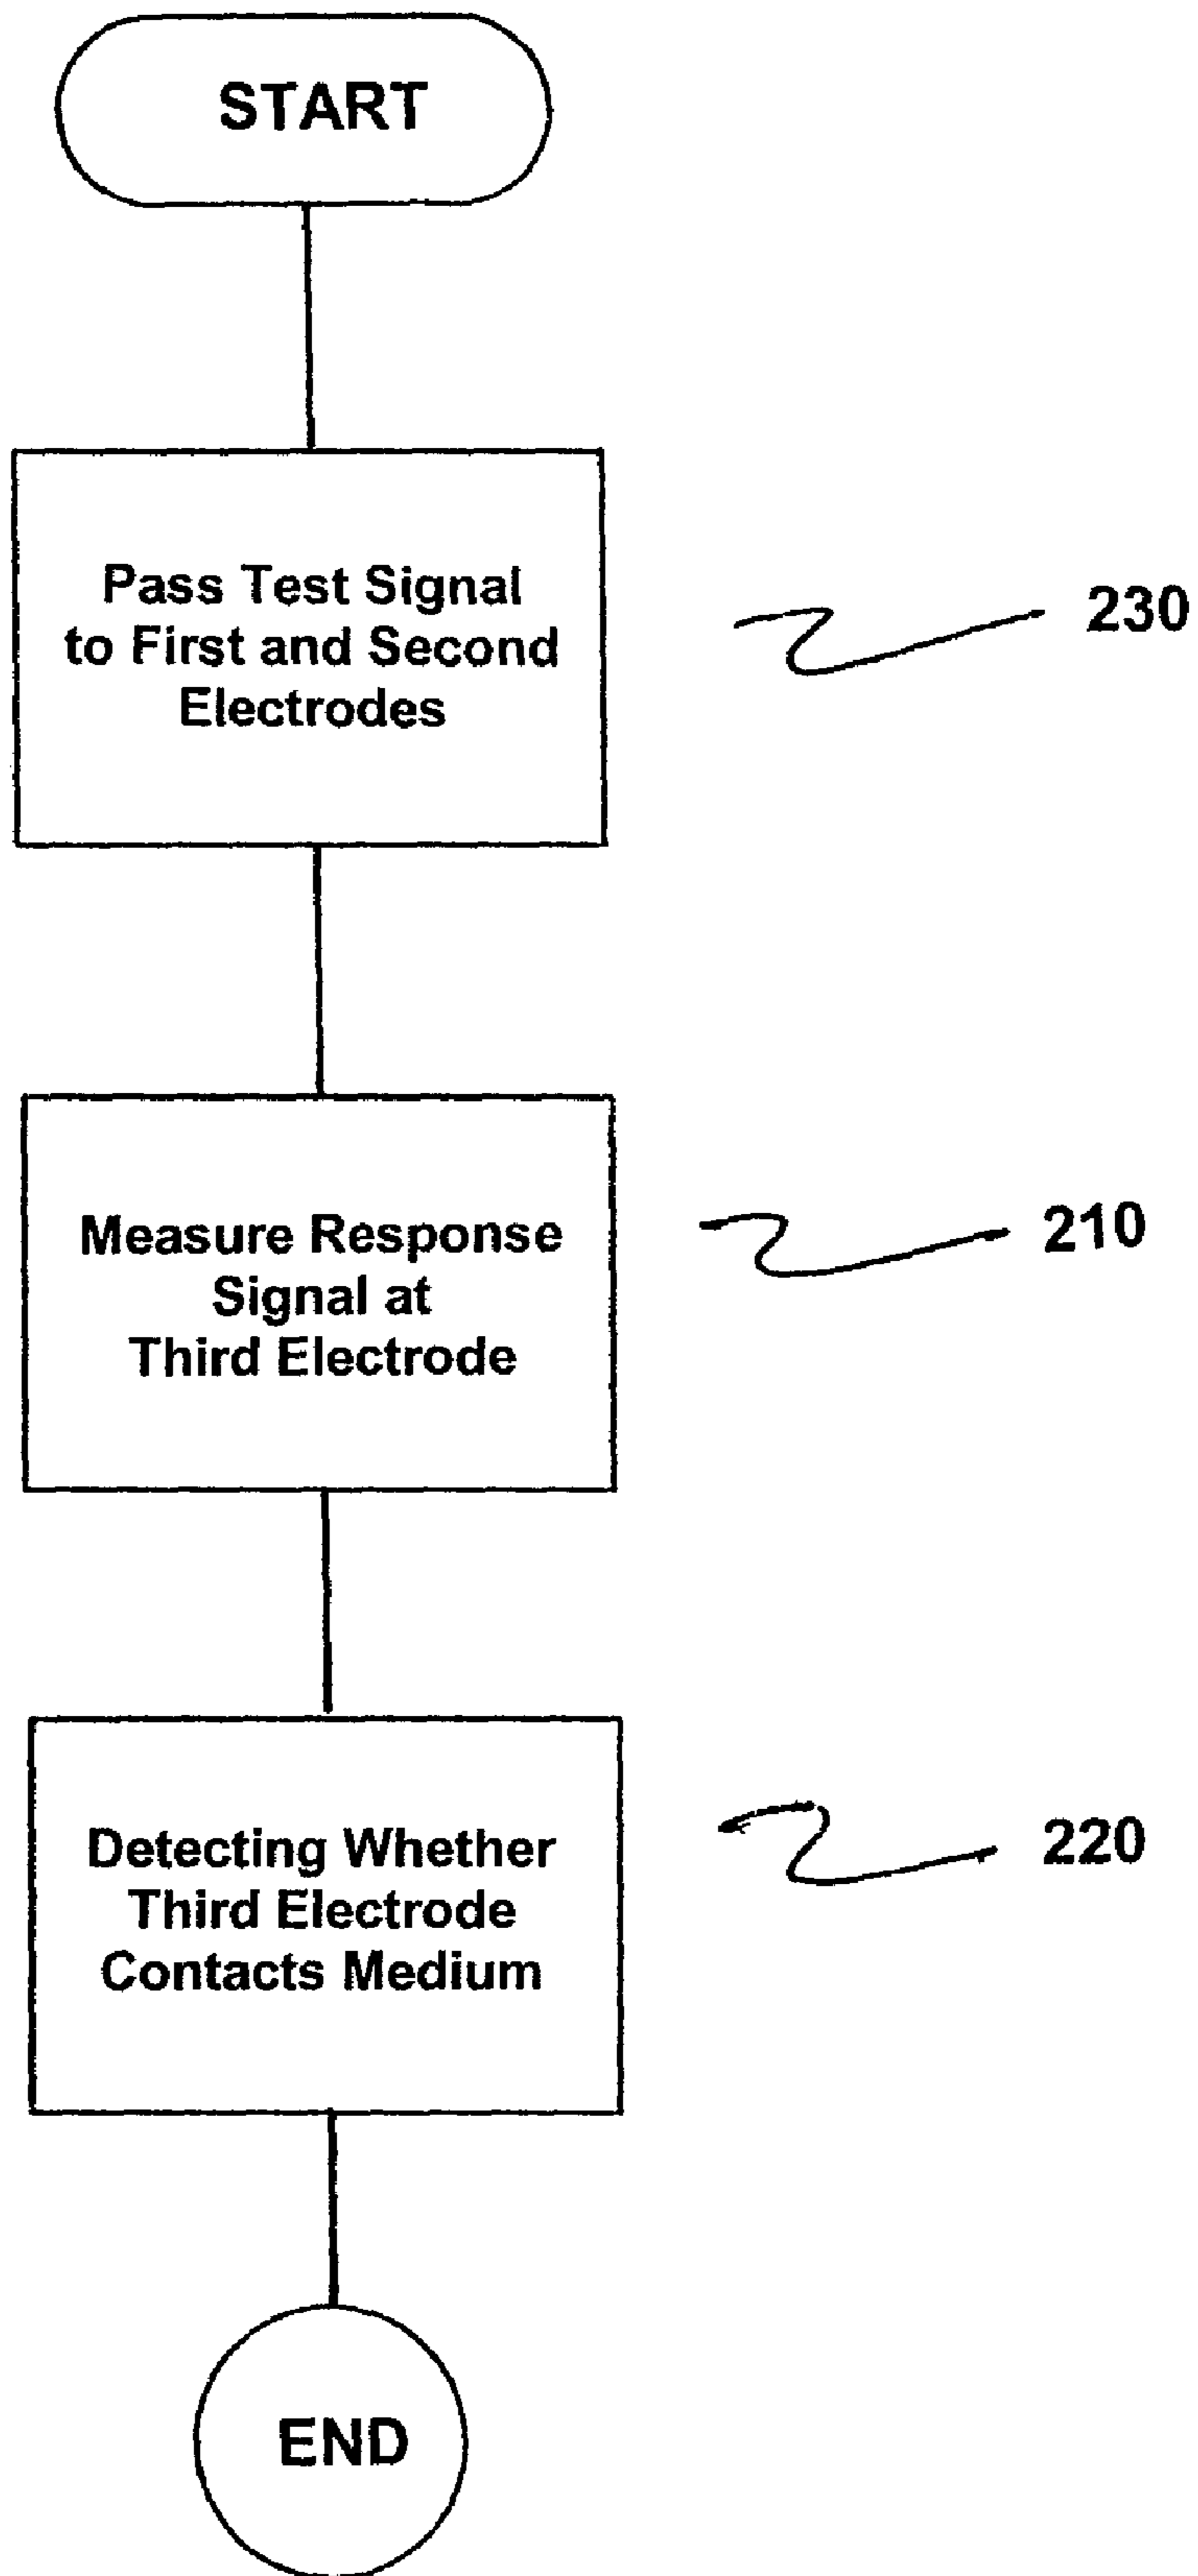 START
Pass Test Signal
to First and Second
Electrodes
230
Measure Response
Signal at
Third Electrode
210
Detecting Whether
Third Electrode
Contacts Medium
220
END